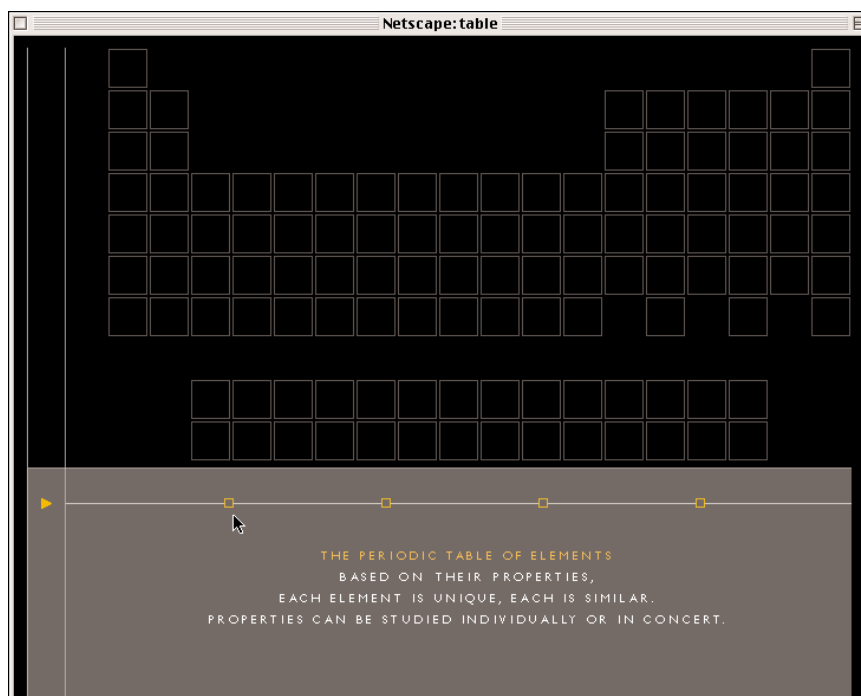 Netscape: table
THE PERIODIC TABLE OF ELEMENTS
BASED ON THEIR PROPERTIES,
EACH ELEMENT IS UNIQUE, EACH IS SIMILAR.
PROPERTIES CAN BE STUDIED INDIVIDUALLY OR IN CONCERT.